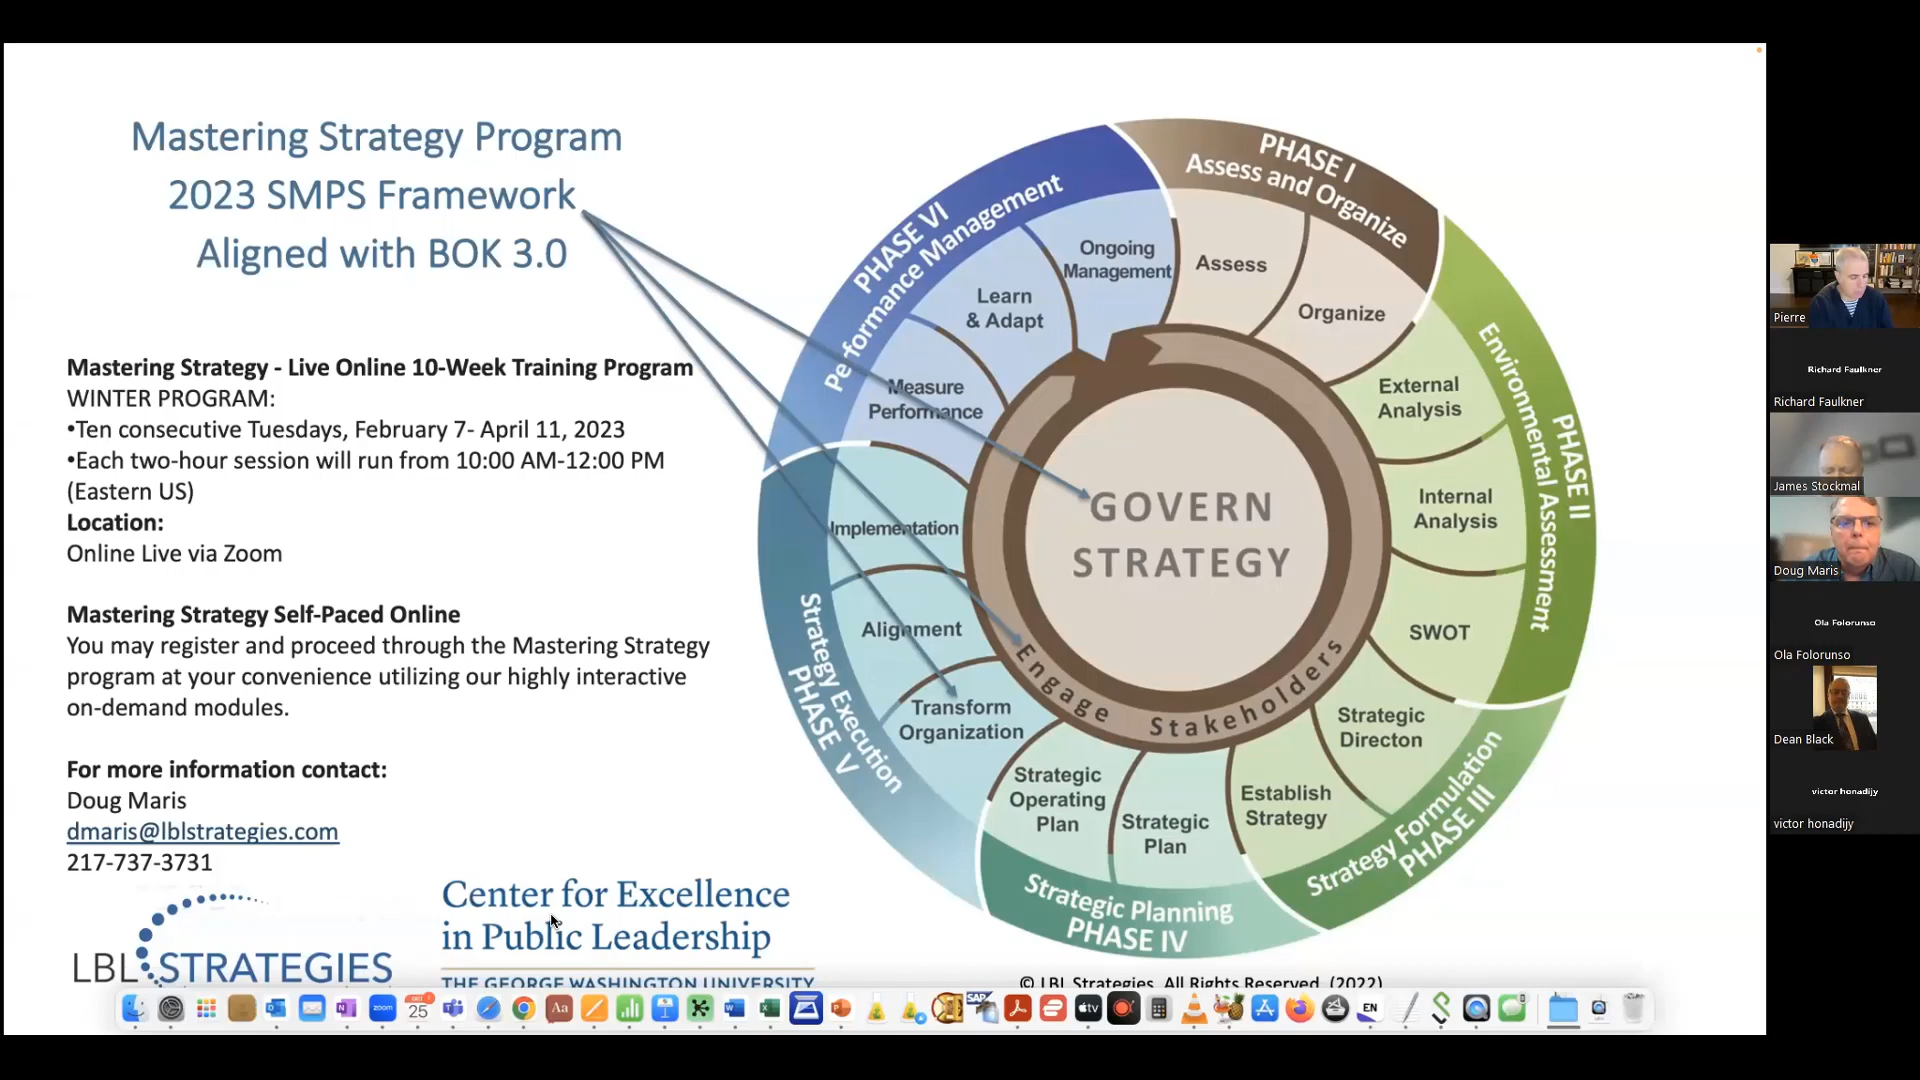 Mastering Strategy Program
2023 SMPS Framework
Aligned with BOK 3.0
Mastering Strategy - Live Online 10-Week Training Program
WINTER PROGRAM:
•Ten consecutive Tuesdays, February 7- April 11, 2023
•Each two-hour session will run from 10:00 AM-12:00 PM
(Eastern US)
Location:
Online Live via Zoom
Mastering Strategy Self-Paced Online
You may register and proceed through the Mastering Strategy
program at your convenience utilizing our highly interactive
on-demand modules.
For more information contact:
Doug Maris
dmaris@lblstrategies.com
217-737-3731
LBL STRATEGIES
Center for Excellence
in Public Leadership
THE GEORGE WASHINGTON UNIVERSITY
PHASE I
Assess and Organize
Assess
Organize
PHASE II
Environmental Assessment
External
Analysis
Internal
Analysis
SWOT
Strategy Formulation
PHASE III
Strategic
Directon
Establish
Strategy
Strategic Planning
PHASE IV
Strategic
Plan
Strategic
Operating
Plan
Strategy Execution
PHASE V
Transform
Organization
Alignment
Implementation
PHASE VI
Performance Management
Measure
Performance
Learn
& Adapt
Ongoing
Management
GOVERN
STRATEGY
Engage Stakeholders
© LBL Strategies. All Rights Reserved. (2022)
25
zoom
Aa
SAP
tv
EN
Pierre
Richard Faulkner
Richard Faulkner
James Stockmal
Doug Maris
Ola Folorunso
Ola Folorunso
Dean Black
victor honadijy
victor honadijy